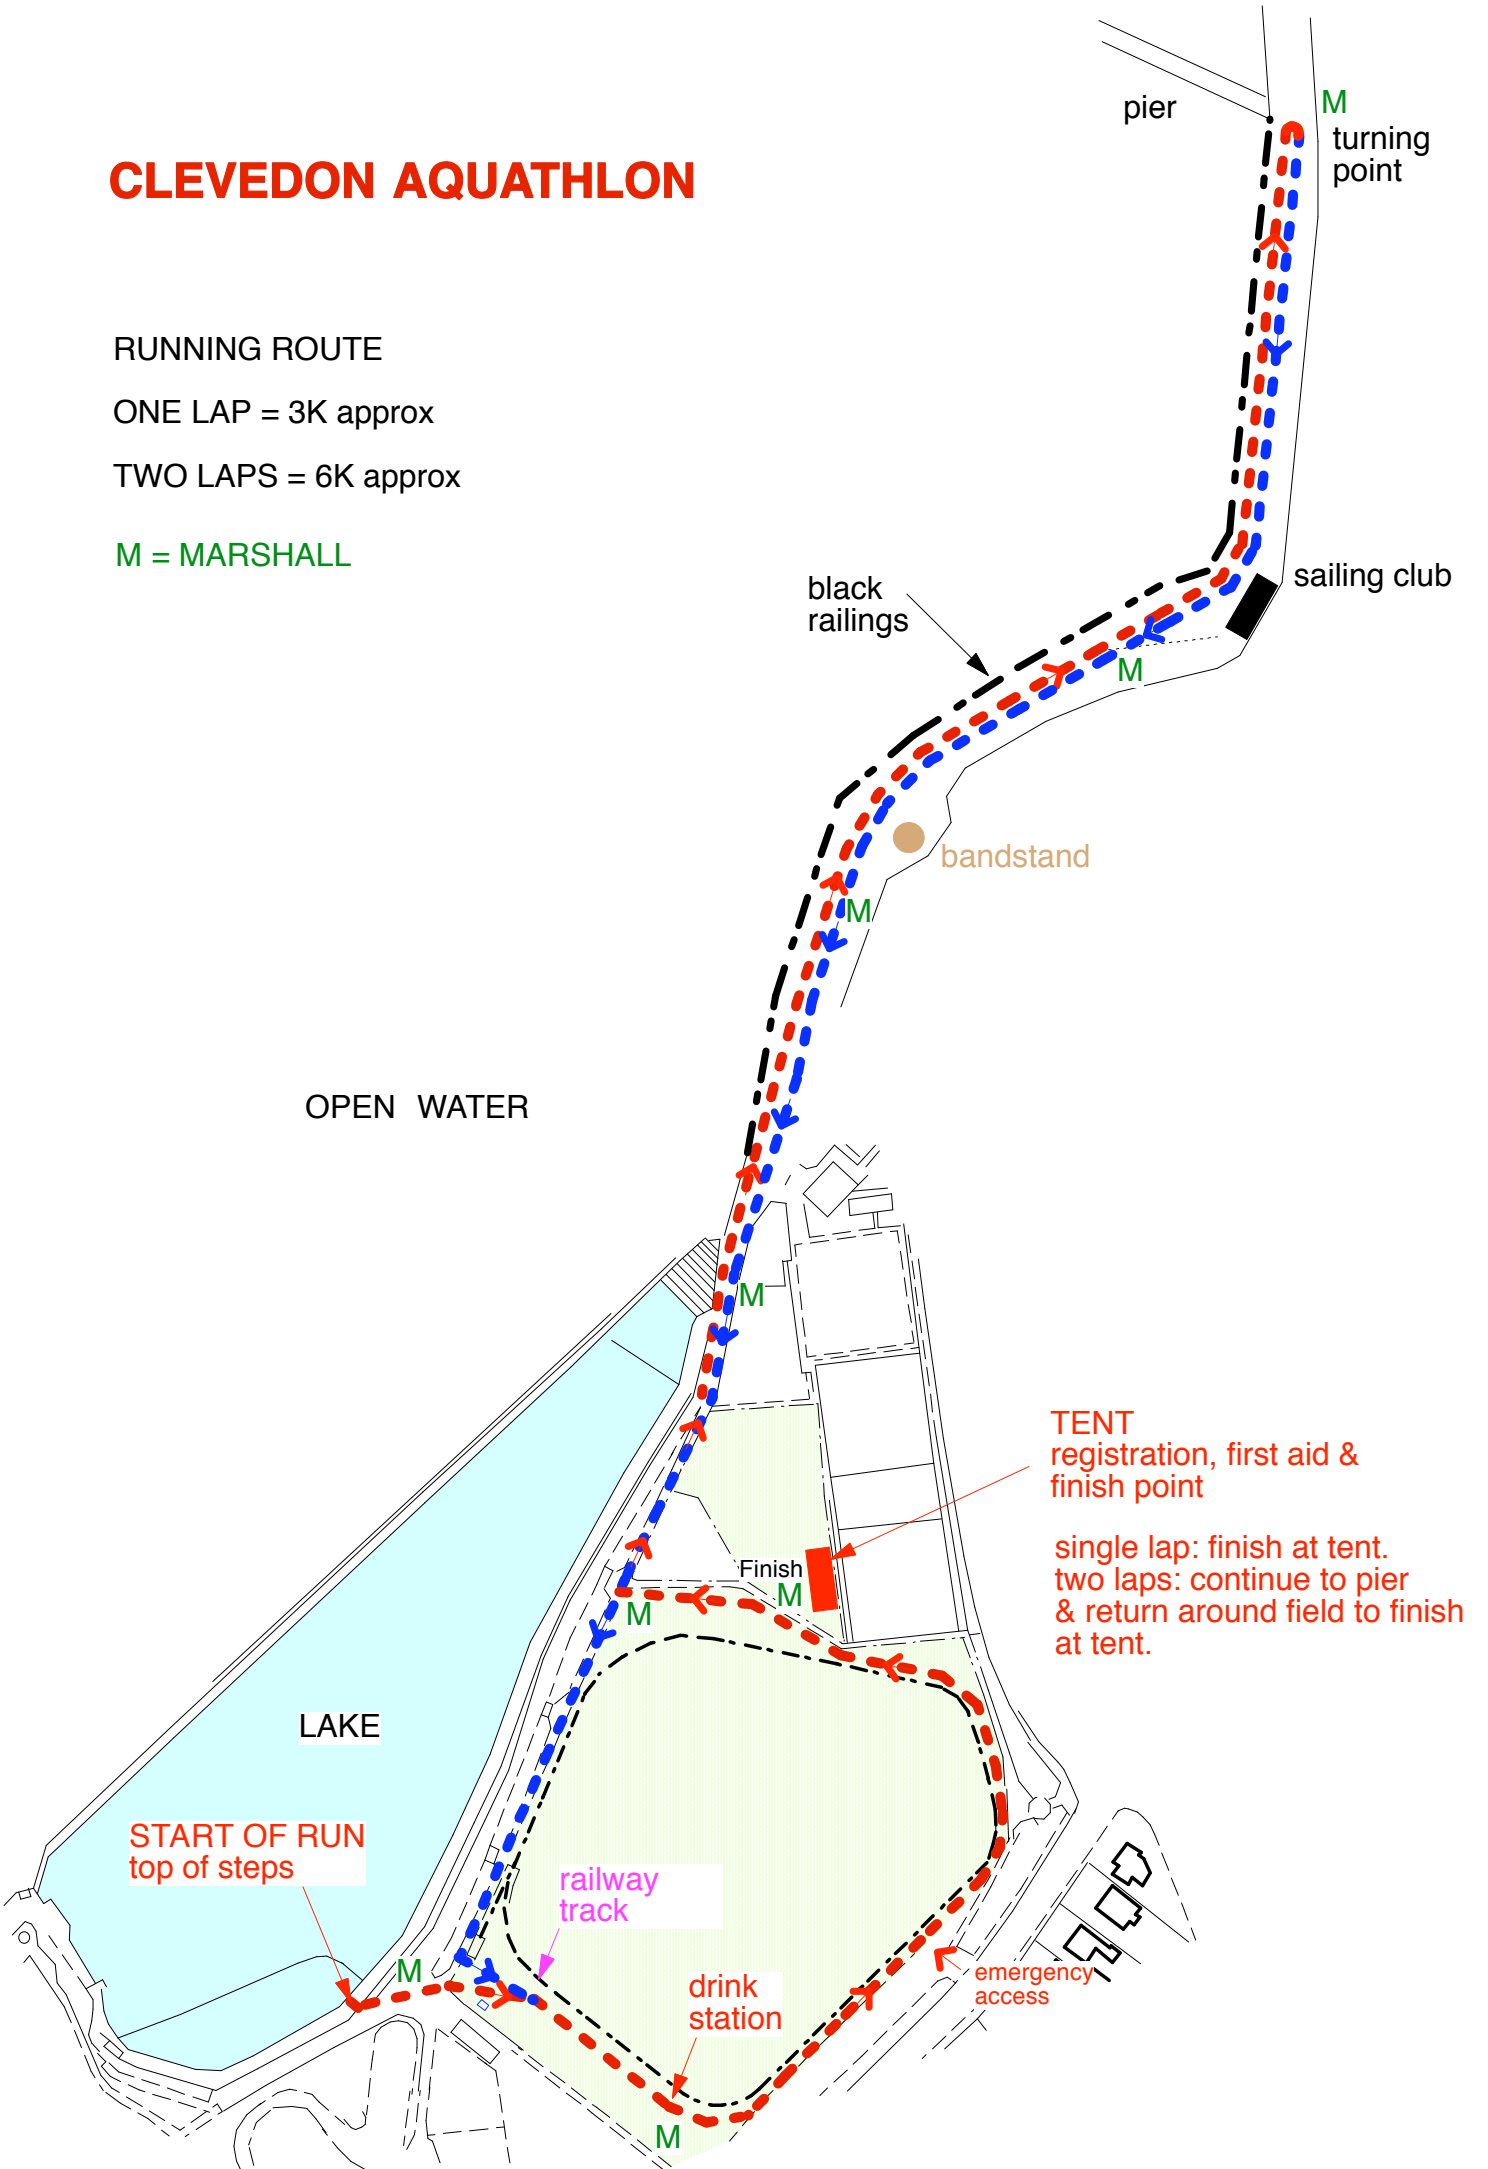 pier
M
turning
point
CLEVEDON AQUATHLON
RUNNING ROUTE
ONE LAP = 3K approx
TWO LAPS = 6K approx
M = MARSHALL
sailing club
black
railings
M
bandstand
M
OPEN WATER
M
TENT
registration, first aid &
finish point
single lap: finish at tent.
two laps: continue to pier
& return around field to finish
at tent.
Finish
M
M
LAKE
START OF RUN
top of steps
railway
track
M
drink
station
emergency
access
M